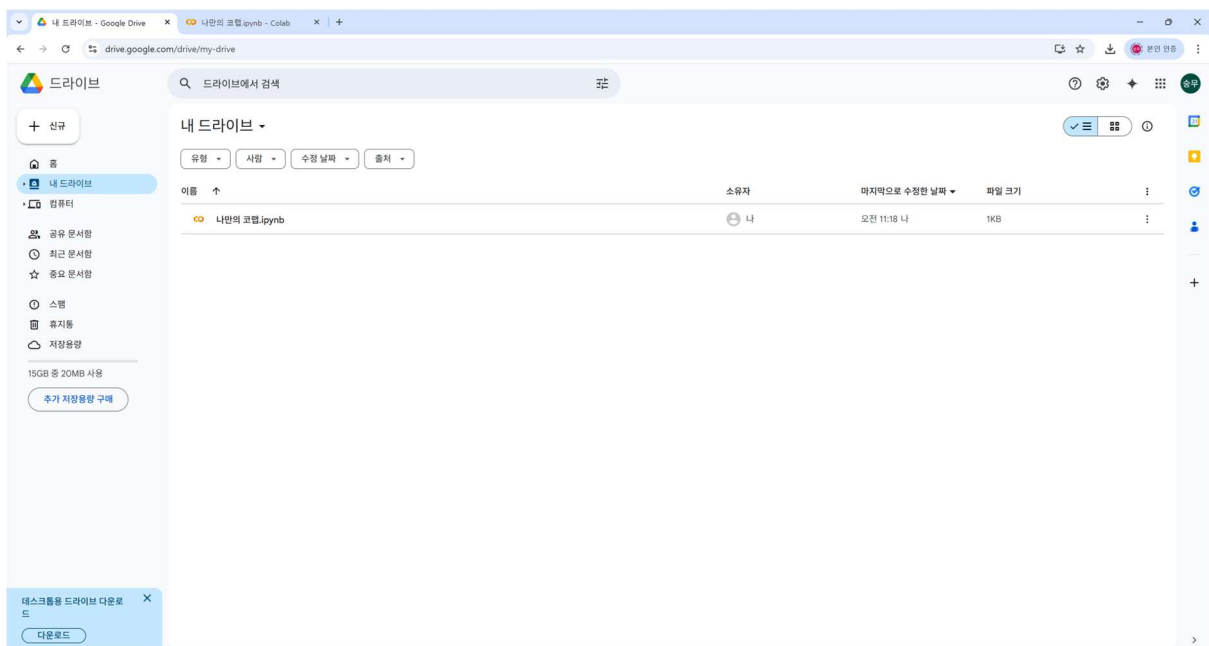 내 드라이브 - Google Drive
나만의 코랩.ipynb - Colab
drive.google.com/drive/my-drive
본인 인증
드라이브
드라이브에서 검색
숭무
신규
내 드라이브
유형
사람
수정 날짜
출처
홈
내 드라이브
컴퓨터
공유 문서함
최근 문서함
중요 문서함
스팸
휴지통
저장용량
15GB 중 20MB 사용
추가 저장용량 구매
이름
소유자
마지막으로 수정한 날짜
파일 크기
나만의 코랩.ipynb
나
오전 11:18 나
1KB
데스크톱용 드라이브 다운로
드
다운로드